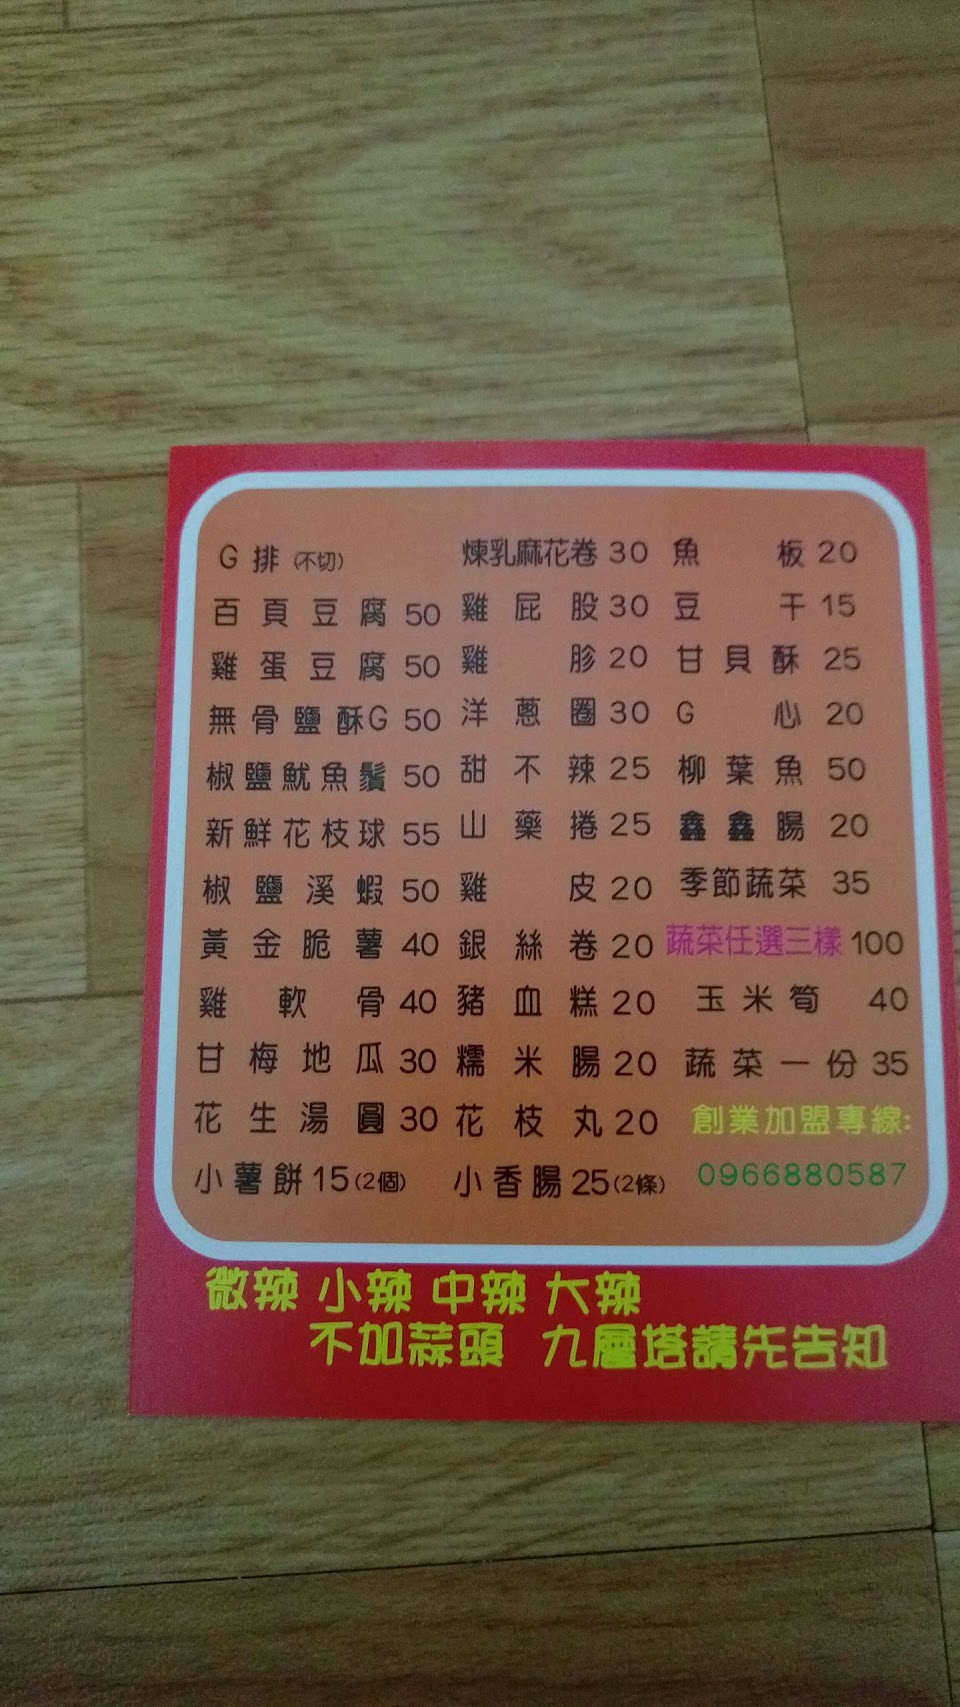 G排(不切)
百頁豆腐 50
雞蛋豆腐 50
無骨鹽酥G 50
椒鹽魷魚鬚 50
新鮮花枝球 55
椒鹽溪蝦 50
黃金脆薯 40
雞軟骨 40
甘梅地瓜 30
花生湯圓 30
小薯餅 15(2個)
煉乳麻花卷 30
雞屁股 30
雞胗 20
洋蔥圈 30
甜不辣 25
山藥捲 25
雞皮 20
銀絲卷 20
豬血糕 20
糯米腸 20
花枝丸 20
小香腸 25(2條)
魚板 20
豆干 15
甘貝酥 25
G心 20
柳葉魚 50
鑫鑫腸 20
季節蔬菜 35
蔬菜任選三樣 100
玉米筍 40
蔬菜一份 35
創業加盟專線:
0966880587
微辣 小辣 中辣 大辣
不加蒜頭 九層塔請先告知